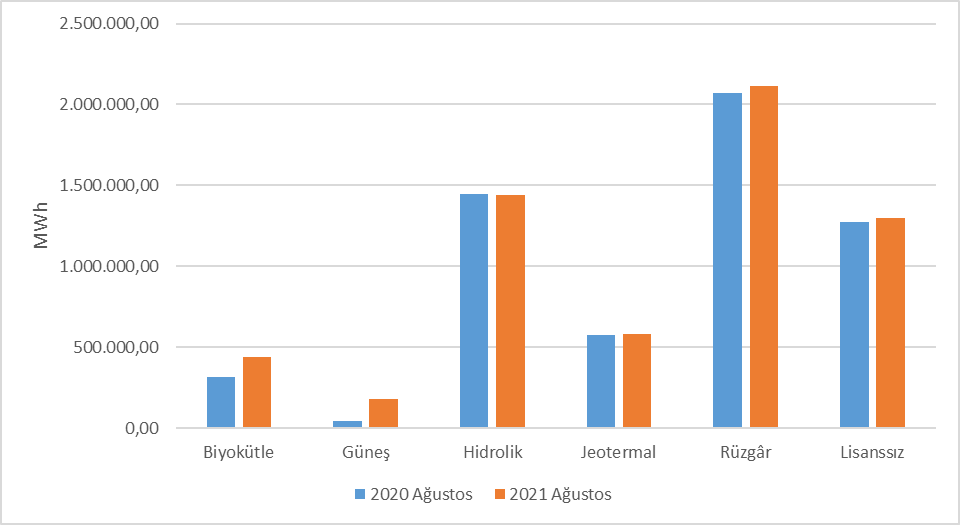 2.500.000,00
2.000.000,00
1.500.000,00
1.000.000,00
500.000,00
0,00
MWh
Biyokütle Güneş Hidrolik Jeotermal Rüzgâr Lisanssız
2020 Ağustos 2021 Ağustos